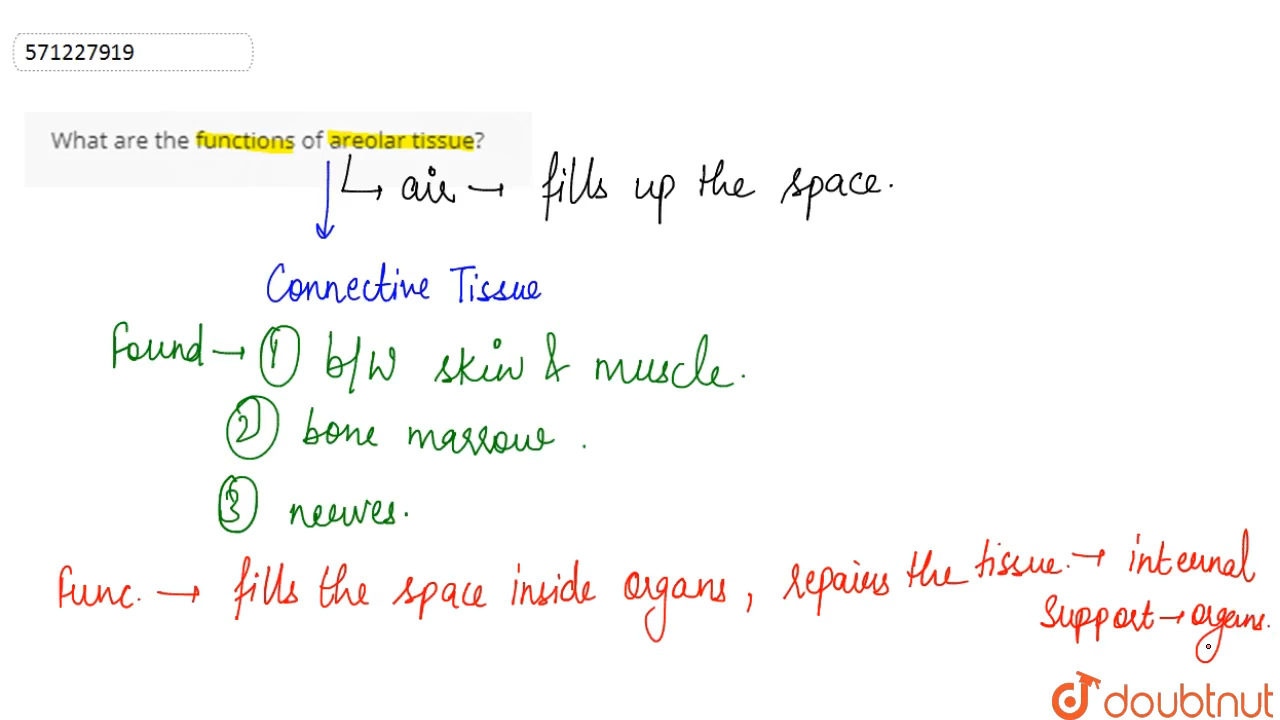 571227919
What are the functions of areolar tissue?
↳ air → fills up the space.
Connective Tissue
Found → ① b/w skin & muscle.
② bone marrow.
③ nerves.
Func. → fills the space inside organs, repairs the tissue. → internal
Support → organs.
doubtnut